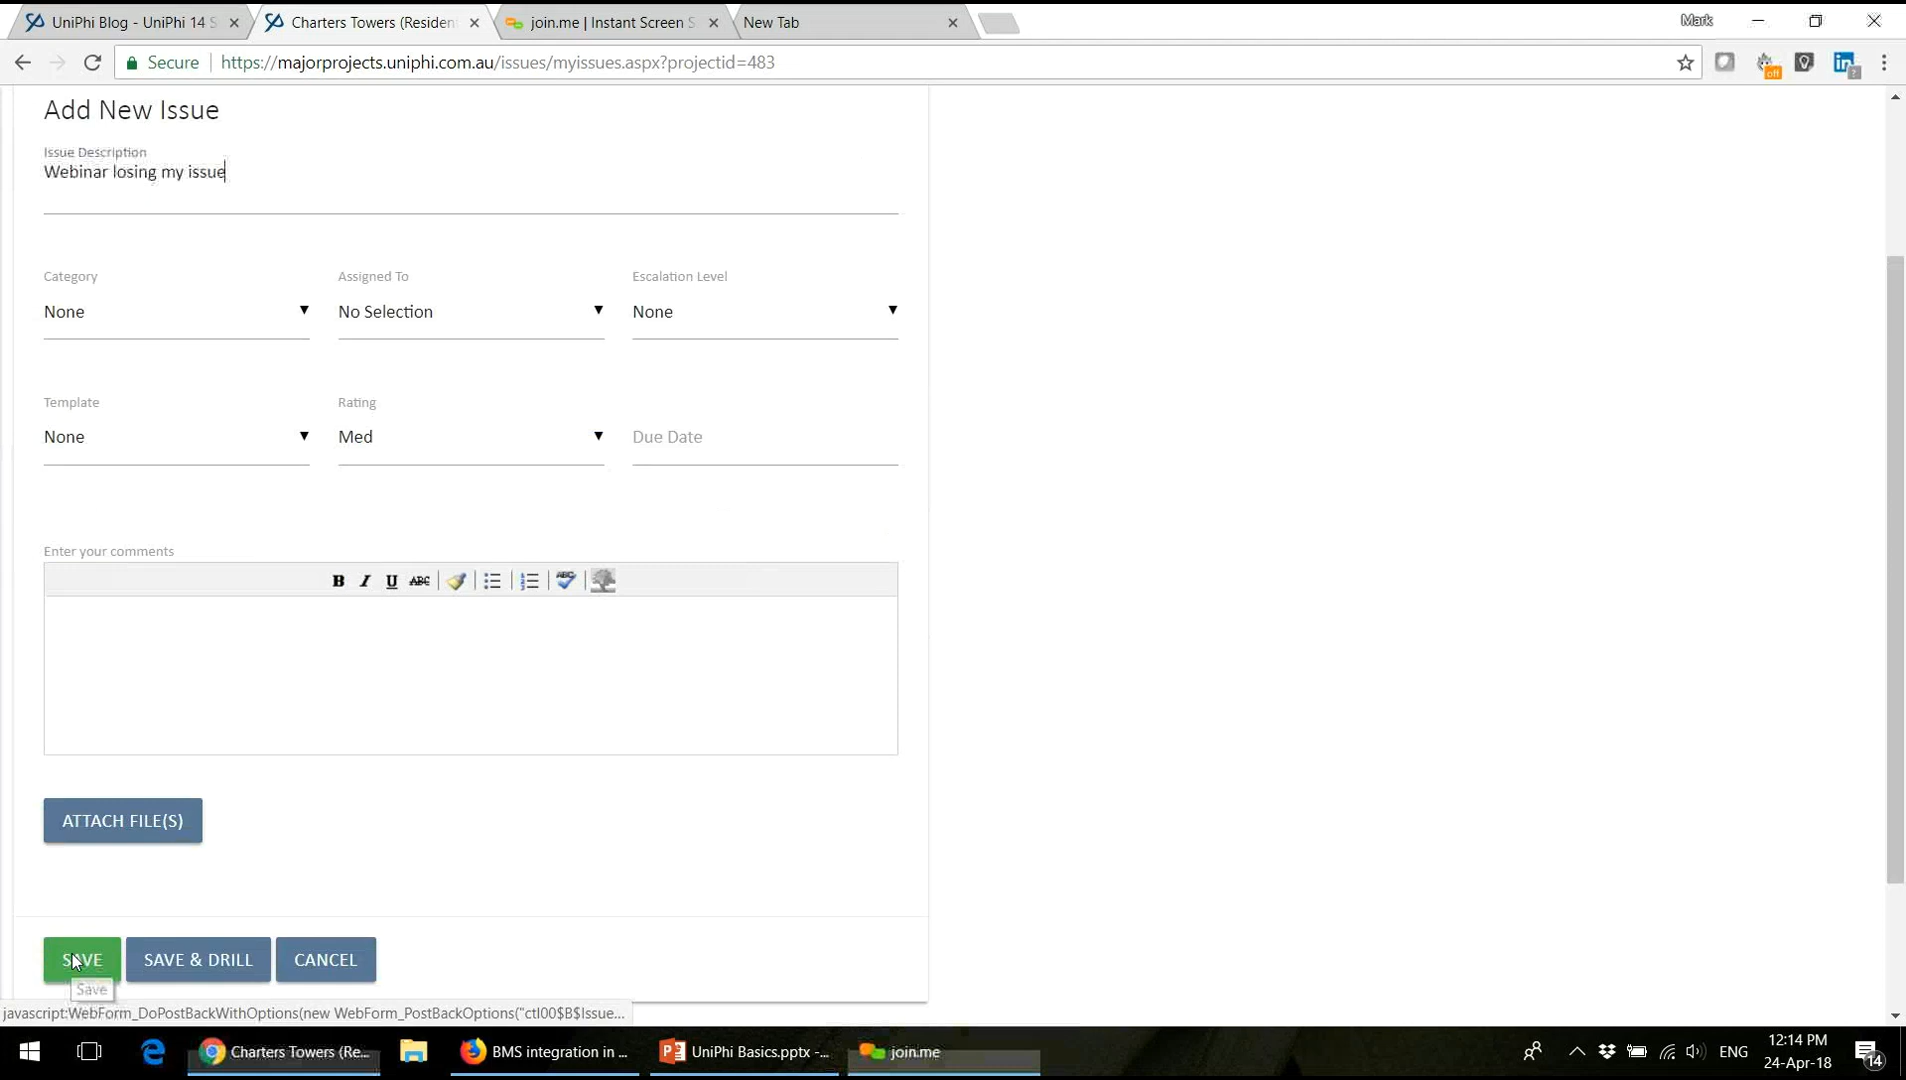 UniPhi Blog - UniPhi 14 S
Charters Towers (Residen
join.me | Instant Screen S
New Tab
Mark
Secure
https://majorprojects.uniphi.com.au/issues/myissues.aspx?projectid=483
off
in
?
Add New Issue
Issue Description
Webinar losing my issue
Category
Assigned To
Escalation Level
None
No Selection
None
Template
Rating
None
Med
Due Date
Enter your comments
B I U ABC
ABC
ATTACH FILE(S)
SAVE
SAVE & DRILL
CANCEL
Save
javascript:WebForm_DoPostBackWithOptions(new WebForm_PostBackOptions("ctl00$B$Issue...
Charters Towers (Re...
BMS integration in ...
UniPhi Basics.pptx -...
join.me
ENG
12:14 PM
24-Apr-18
14